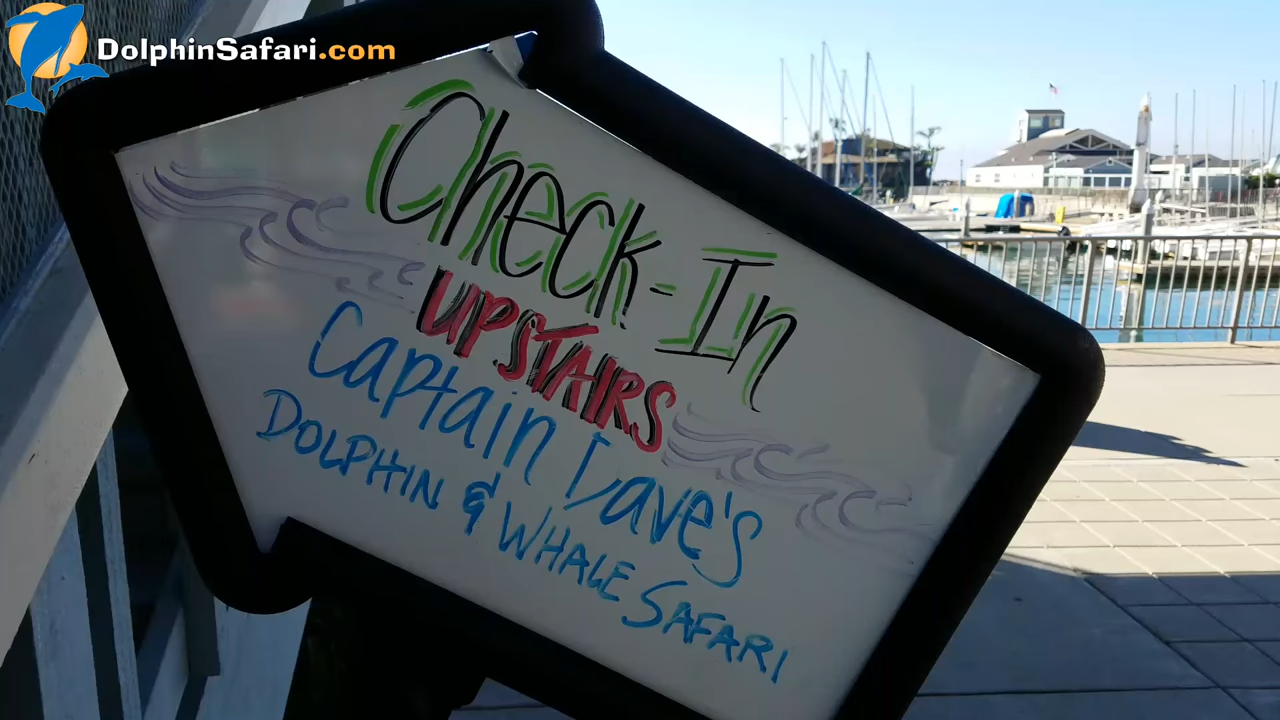 DolphinSafari.com
Check-In
UPSTAIRS
Captain Dave's
DOLPHIN & WHALE SAFARI